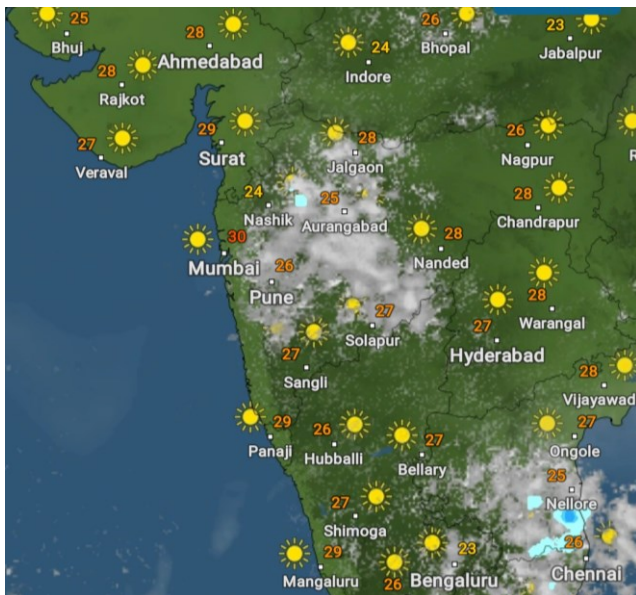 25
Bhuj
28
Ahmedabad
26
Bhopal
23
Jabalpur
24
Indore
28
Rajkot
27
Veraval
29
Surat
28
Jalgaon
26
Nagpur
24
Nashik
25
Aurangabad
28
Chandrapur
30
Mumbai
28
Nanded
26
Pune
27
Solapur
28
Warangal
27
Hyderabad
27
Sangli
28
Vijayawad
29
Panaji
26
Hubballi
27
Bellary
27
Ongole
25
Nellore
27
Shimoga
29
Mangaluru
26
23
Bengaluru
26
Chennai